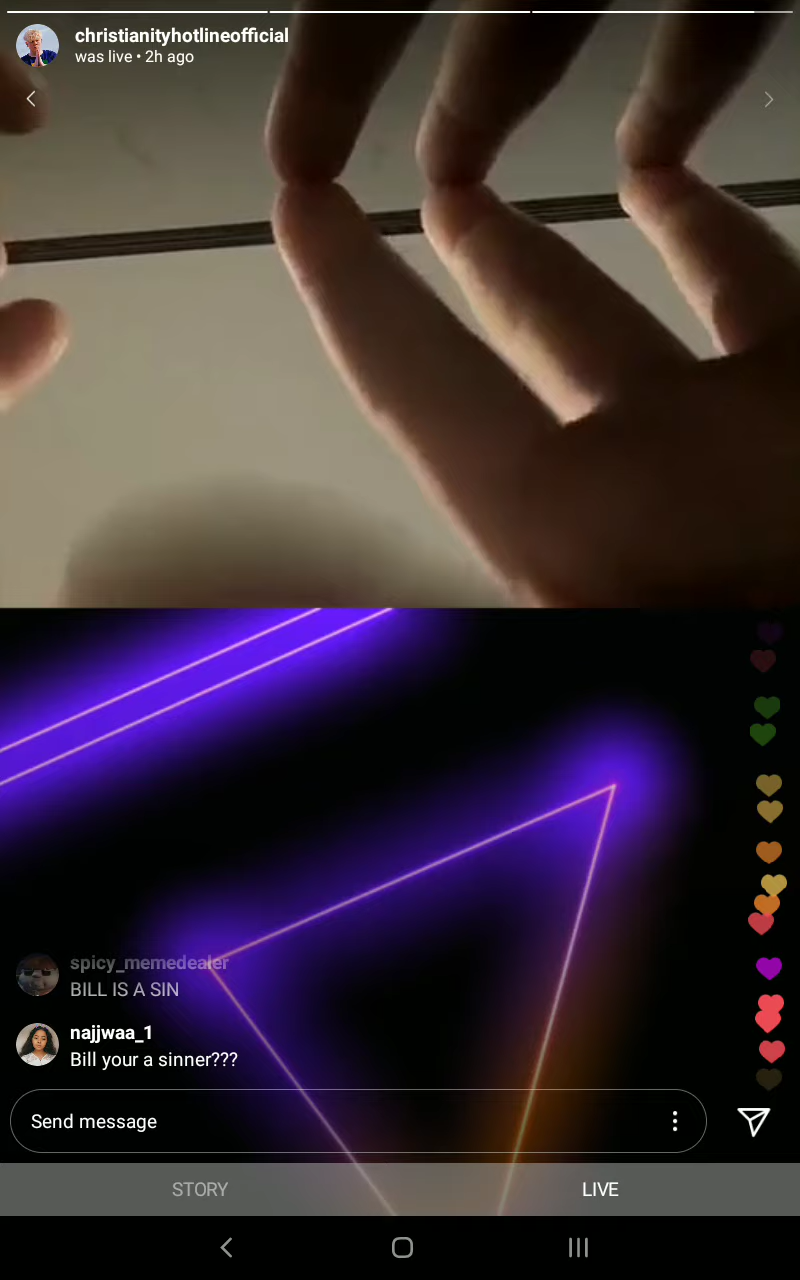 christianityhotlineofficial
was live • 2h ago
spicy_memedealer
BILL IS A SIN
najjwaa_1
Bill your a sinner???
Send message
STORY
LIVE